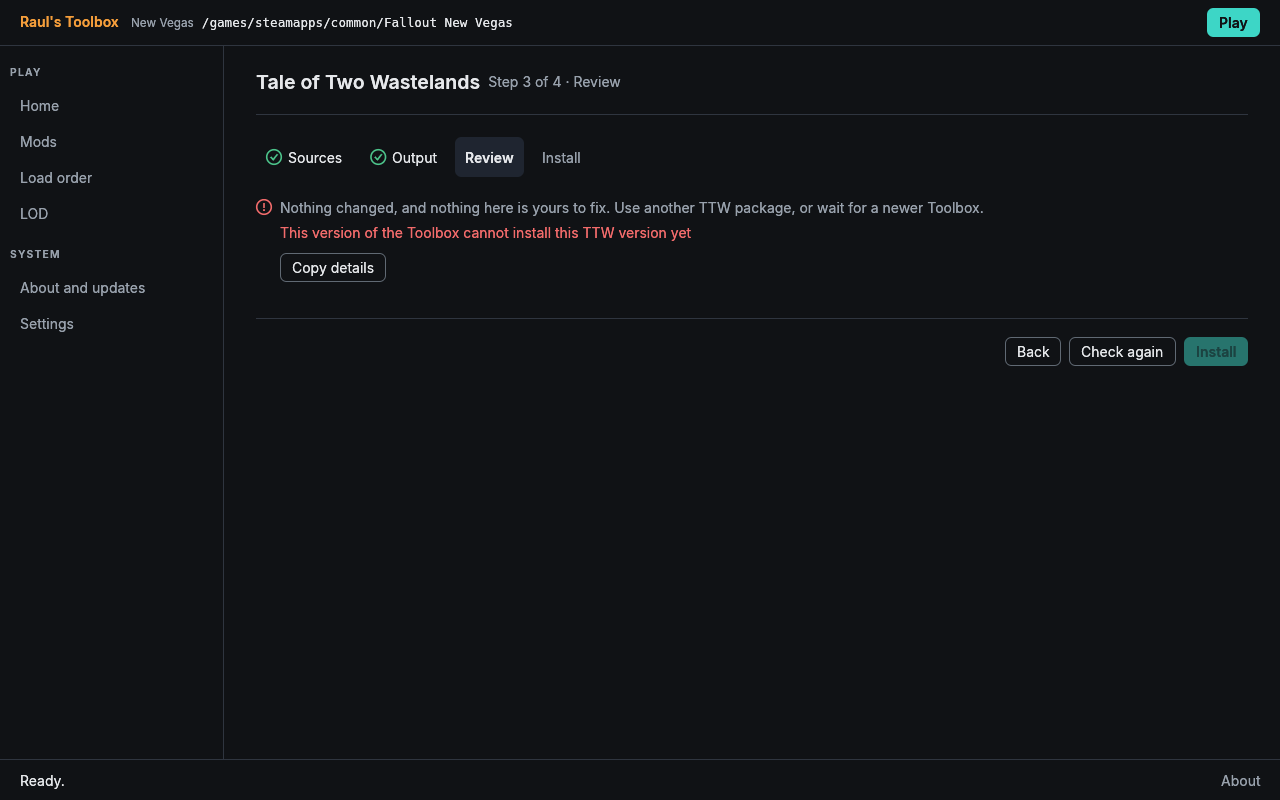 Raul's Toolbox New Vegas /games/steamapps/common/Fallout New Vegas Play
PLAY
Home
Mods
Load order
LOD
SYSTEM
About and updates
Settings
Tale of Two Wastelands Step 3 of 4 · Review
Sources Output Review Install
Nothing changed, and nothing here is yours to fix. Use another TTW package, or wait for a newer Toolbox.
This version of the Toolbox cannot install this TTW version yet
Copy details
Back Check again Install
Ready. About